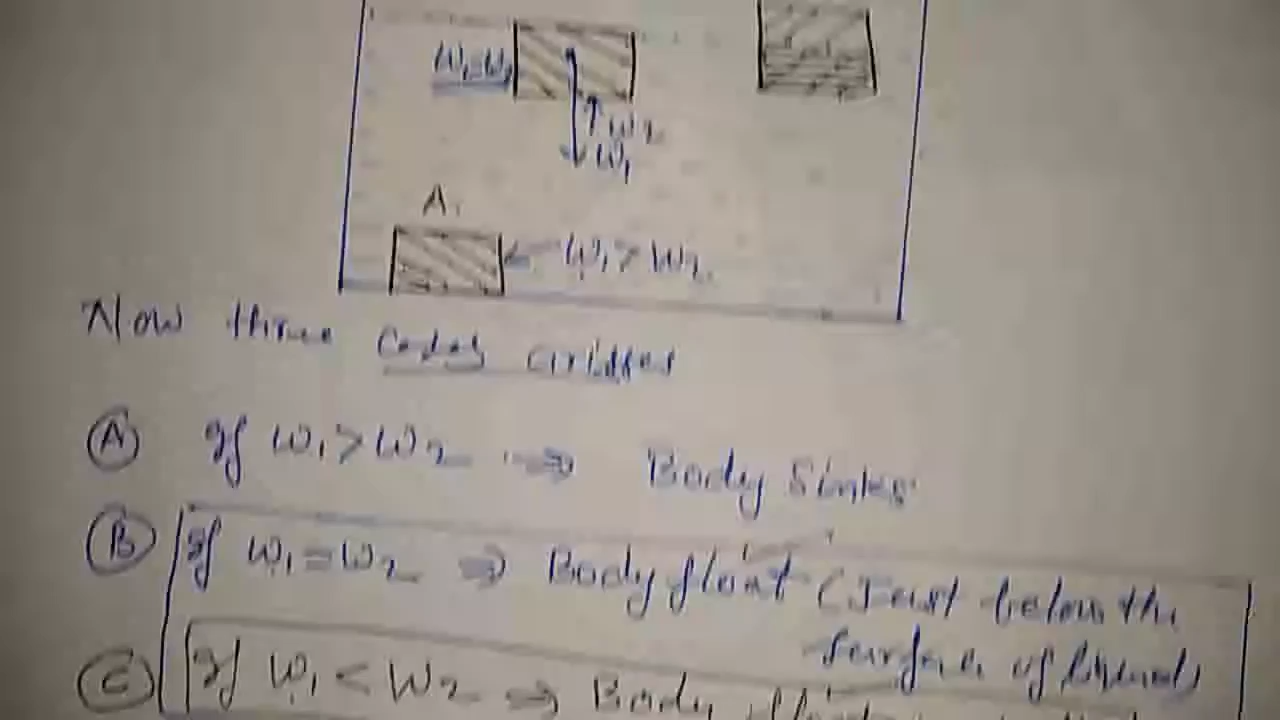 W₁=W₂
↑W₂
W₁
A.
← W₁ > W₂
Now three Cases arises
(A) If W₁ > W₂ ⇒ Body Sinks
(B) If W₁ = W₂ ⇒ Body float (Just below the
surface of liquid)
(C) If W₁ < W₂ ⇒ Body